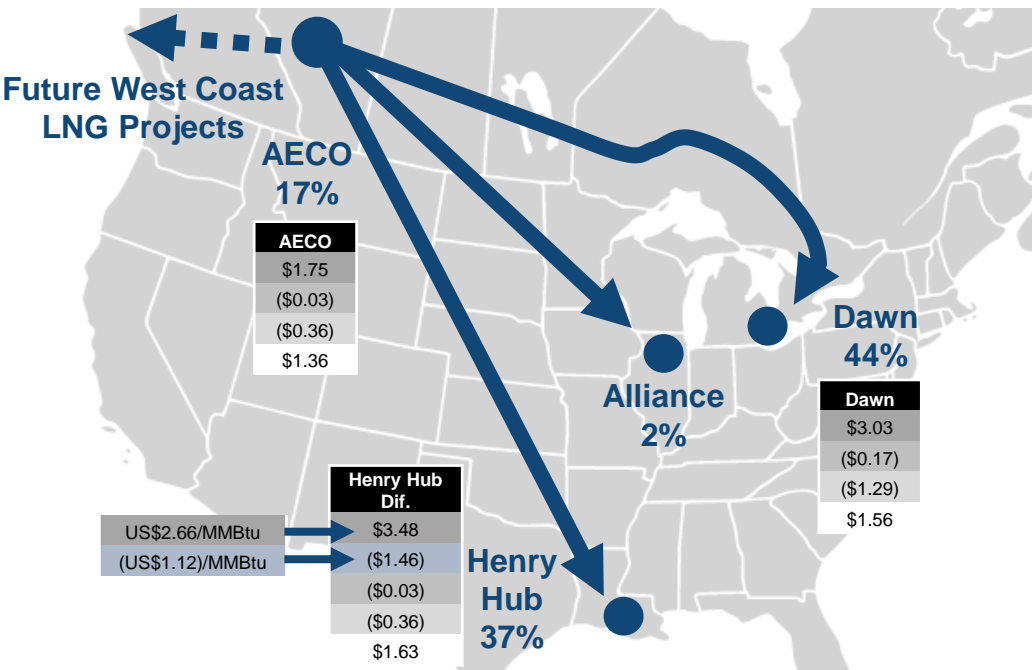 Future West Coast
LNG Projects
AECO
17%
AECO
$1.75
($0.03)
($0.36)
$1.36
Dawn
44%
Dawn
$3.03
($0.17)
($1.29)
$1.56
Alliance
2%
Henry Hub
Dif.
US$2.66/MMBtu
$3.48
(US$1.12)/MMBtu
($1.46)
($0.03)
($0.36)
$1.63
Henry
Hub
37%